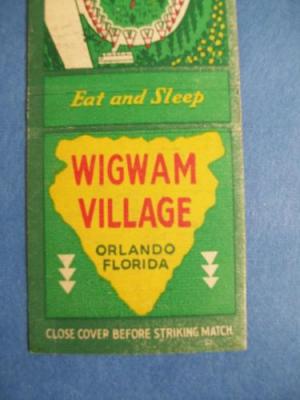 Eat and Sleep
WIGWAM
VILLAGE
ORLANDO
FLORIDA
CLOSE COVER BEFORE STRIKING MATCH